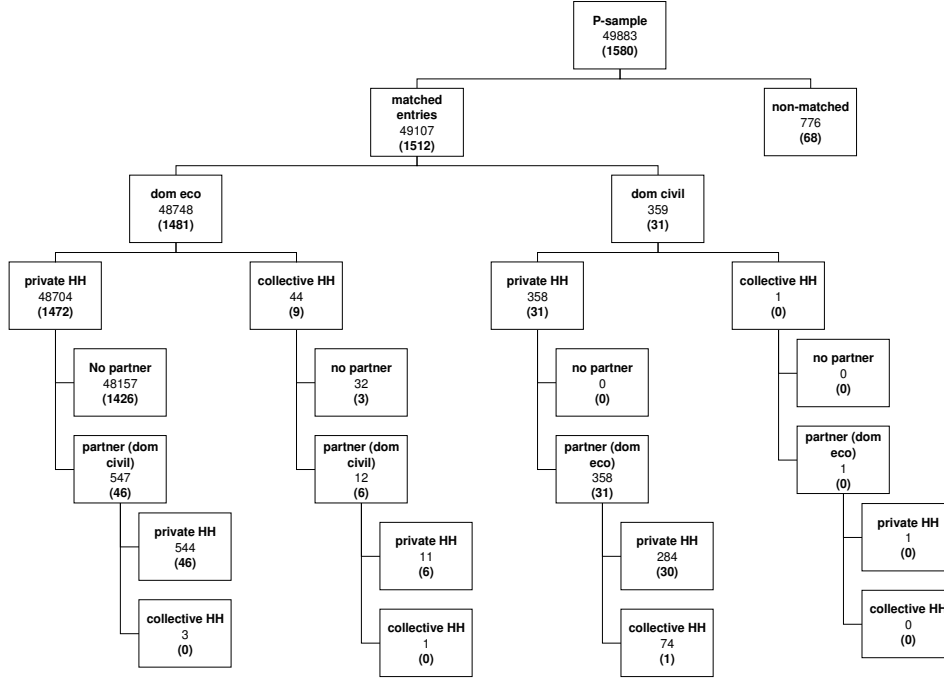 P-sample
49883
(1580)
matched
entries
49107
(1512)
non-matched
776
(68)
dom eco
48748
(1481)
dom civil
359
(31)
private HH
48704
(1472)
collective HH
44
(9)
private HH
358
(31)
collective HH
1
(0)
No partner
48157
(1426)
no partner
32
(3)
no partner
0
(0)
no partner
0
(0)
partner (dom
civil)
547
(46)
partner (dom
civil)
12
(6)
partner (dom
eco)
358
(31)
partner (dom
eco)
1
(0)
private HH
544
(46)
private HH
11
(6)
private HH
284
(30)
private HH
1
(0)
collective HH
3
(0)
collective HH
1
(0)
collective HH
74
(1)
collective HH
0
(0)